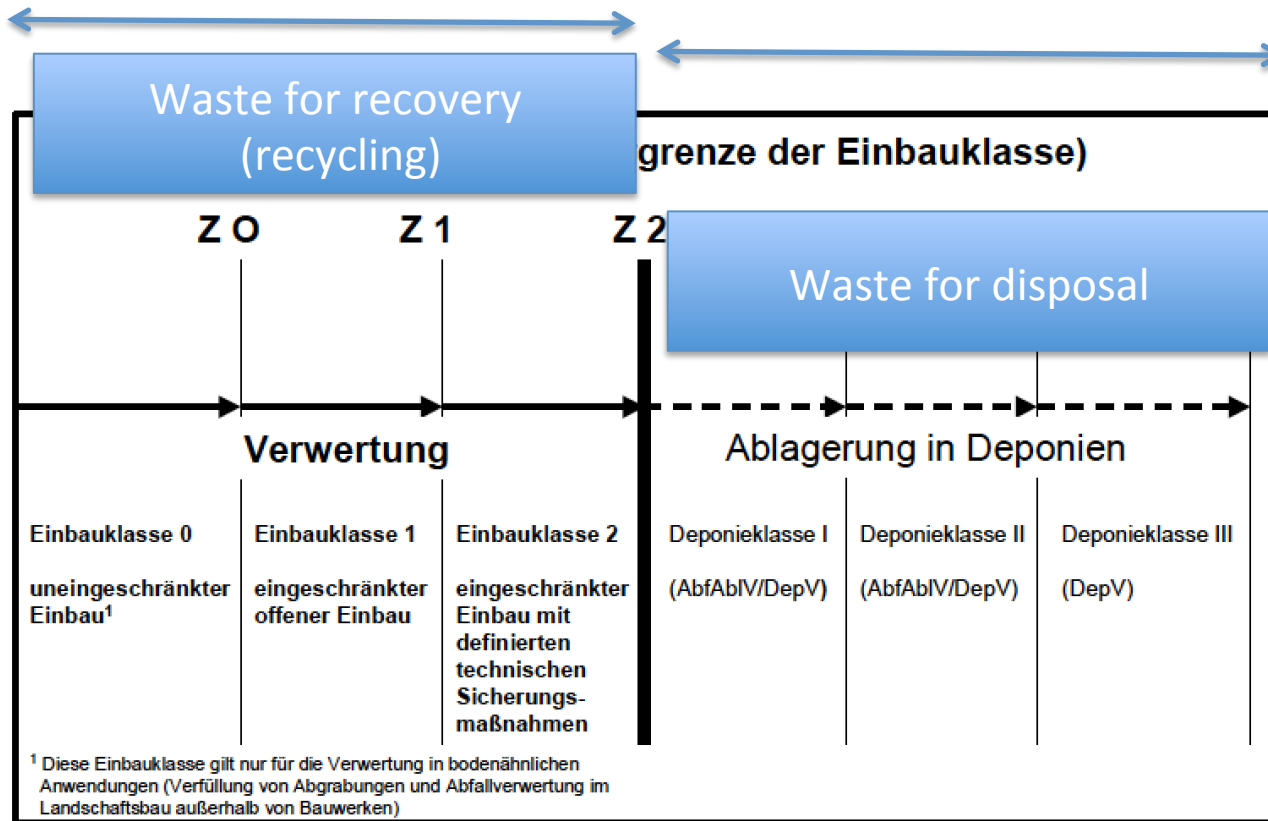 Waste for recovery
(recycling)
grenze der Einbauklasse)
Z O
Z 1
Z 2
Waste for disposal
Verwertung
Ablagerung in Deponien
Einbauklasse 0
uneingeschränkter
Einbau¹
Einbauklasse 1
eingeschränkter
offener Einbau
Einbauklasse 2
eingeschränkter
Einbau mit
definierten
technischen
Sicherungs-
maßnahmen
Deponieklasse I
(AbfAblV/DepV)
Deponieklasse II
(AbfAblV/DepV)
Deponieklasse III
(DepV)
¹ Diese Einbauklasse gilt nur für die Verwertung in bodenähnlichen
Anwendungen (Verfüllung von Abgrabungen und Abfallverwertung im
Landschaftsbau außerhalb von Bauwerken)